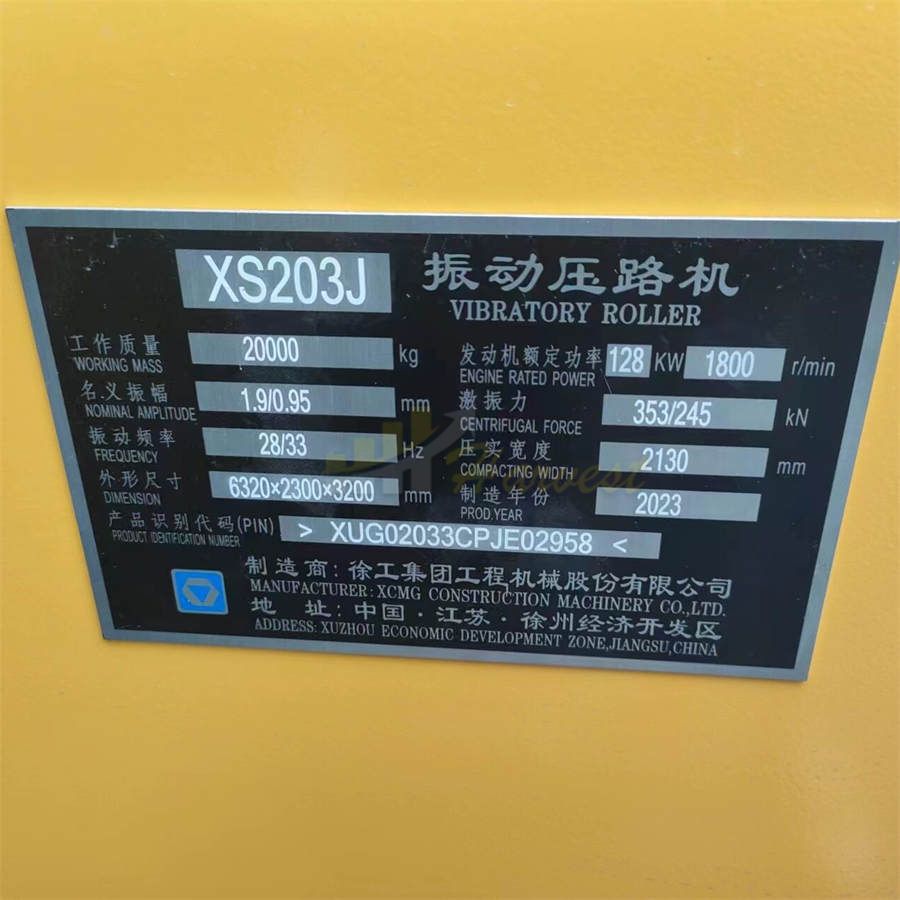 XS203J 振动压路机
VIBRATORY ROLLER
工作质量 20000 kg 发动机额定功率 128 KW 1800 r/min
WORKING MASS ENGINE RATED POWER
名义振幅 1.9/0.95 mm 激振力 353/245 kN
NOMINAL AMPLITUDE CENTRIFUGAL FORCE
振动频率 28/33 Hz 压实宽度 2130 mm
FREQUENCY COMPACTING WIDTH
外形尺寸 6320×2300×3200 mm 制造年份 2023
DIMENSION PROD.YEAR
产品识别代码(PIN) > XUG02033CPJE02958 <
PRODUCT IDENTIFICATION NUMBER
制造商: 徐工集团工程机械股份有限公司
MANUFACTURER: XCMG CONSTRUCTION MACHINERY CO.,LTD.
地 址: 中国·江苏·徐州经济开发区
ADDRESS: XUZHOU ECONOMIC DEVELOPMENT ZONE,JIANGSU,CHINA